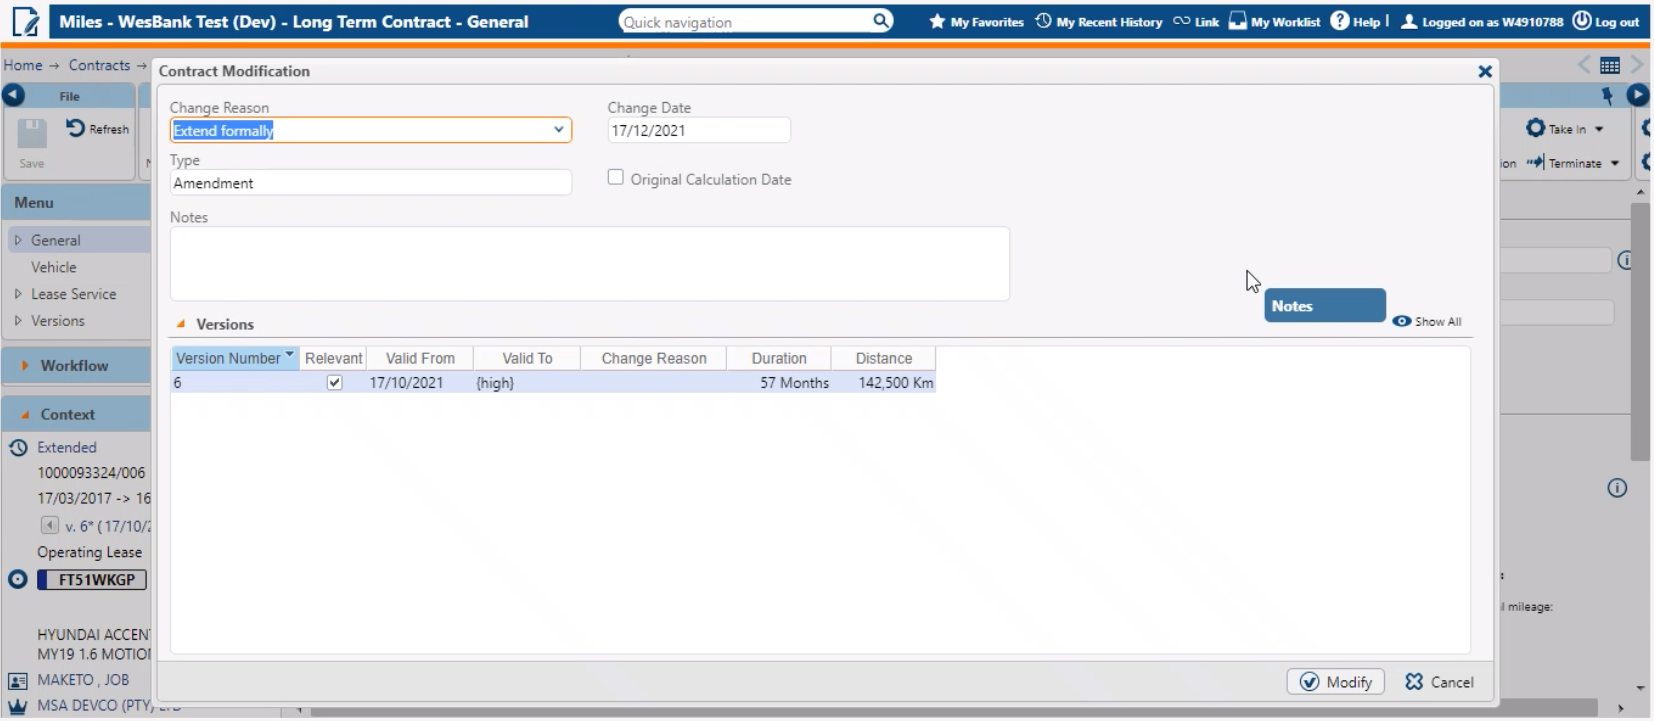 Miles - WesBank Test (Dev) - Long Term Contract - General
Quick navigation
My Favorites My Recent History Link My Worklist Help | Logged on as W4910788 Log out
Home → Contracts →
File
Refresh
Save
Menu
General
Vehicle
Lease Service
Versions
Workflow
Context
Extended
1000093324/006
17/03/2017 -> 16
v. 6* (17/10/2
Operating Lease
FT51WKGP
HYUNDAI ACCEN
MY19 1.6 MOTIO
MAKETO , JOB
MSA DEVCO (PTY)
Contract Modification
Change Reason
Extend formally
Change Date
17/12/2021
Type
Amendment
Original Calculation Date
Notes
Notes
Show All
Versions
Version Number Relevant Valid From Valid To Change Reason Duration Distance
6 17/10/2021 {high} 57 Months 142,500 Km
Modify Cancel
Take In
ion Terminate
l mileage: